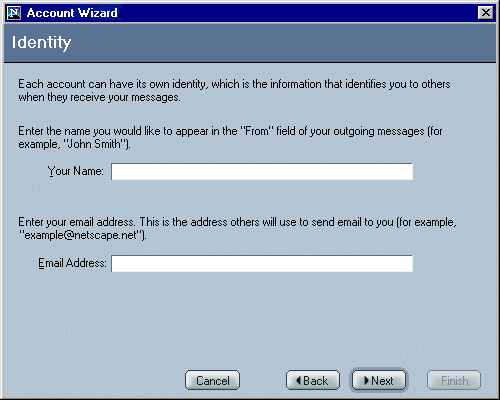 Account Wizard
Identity
Each account can have its own identity, which is the information that identifies you to others
when they receive your messages.
Enter the name you would like to appear in the "From" field of your outgoing messages (for
example, "John Smith").
Your Name:
Enter your email address. This is the address others will use to send email to you (for example,
"example@netscape.net").
Email Address:
Cancel Back Next Finish